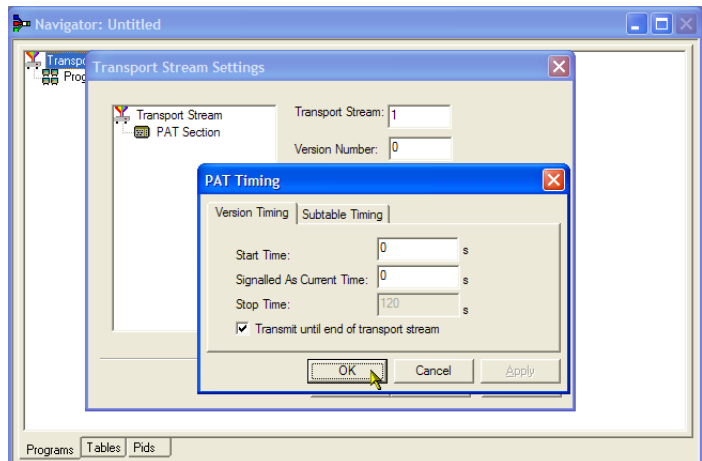 Navigator: Untitled
Transpo
Prog
Transport Stream Settings
Transport Stream
PAT Section
Transport Stream: 1
Version Number: 0
PAT Timing
Version Timing Subtable Timing
Start Time: 0 s
Signalled As Current Time: 0 s
Stop Time: 120 s
Transmit until end of transport stream
OK Cancel Apply
Programs Tables Pids